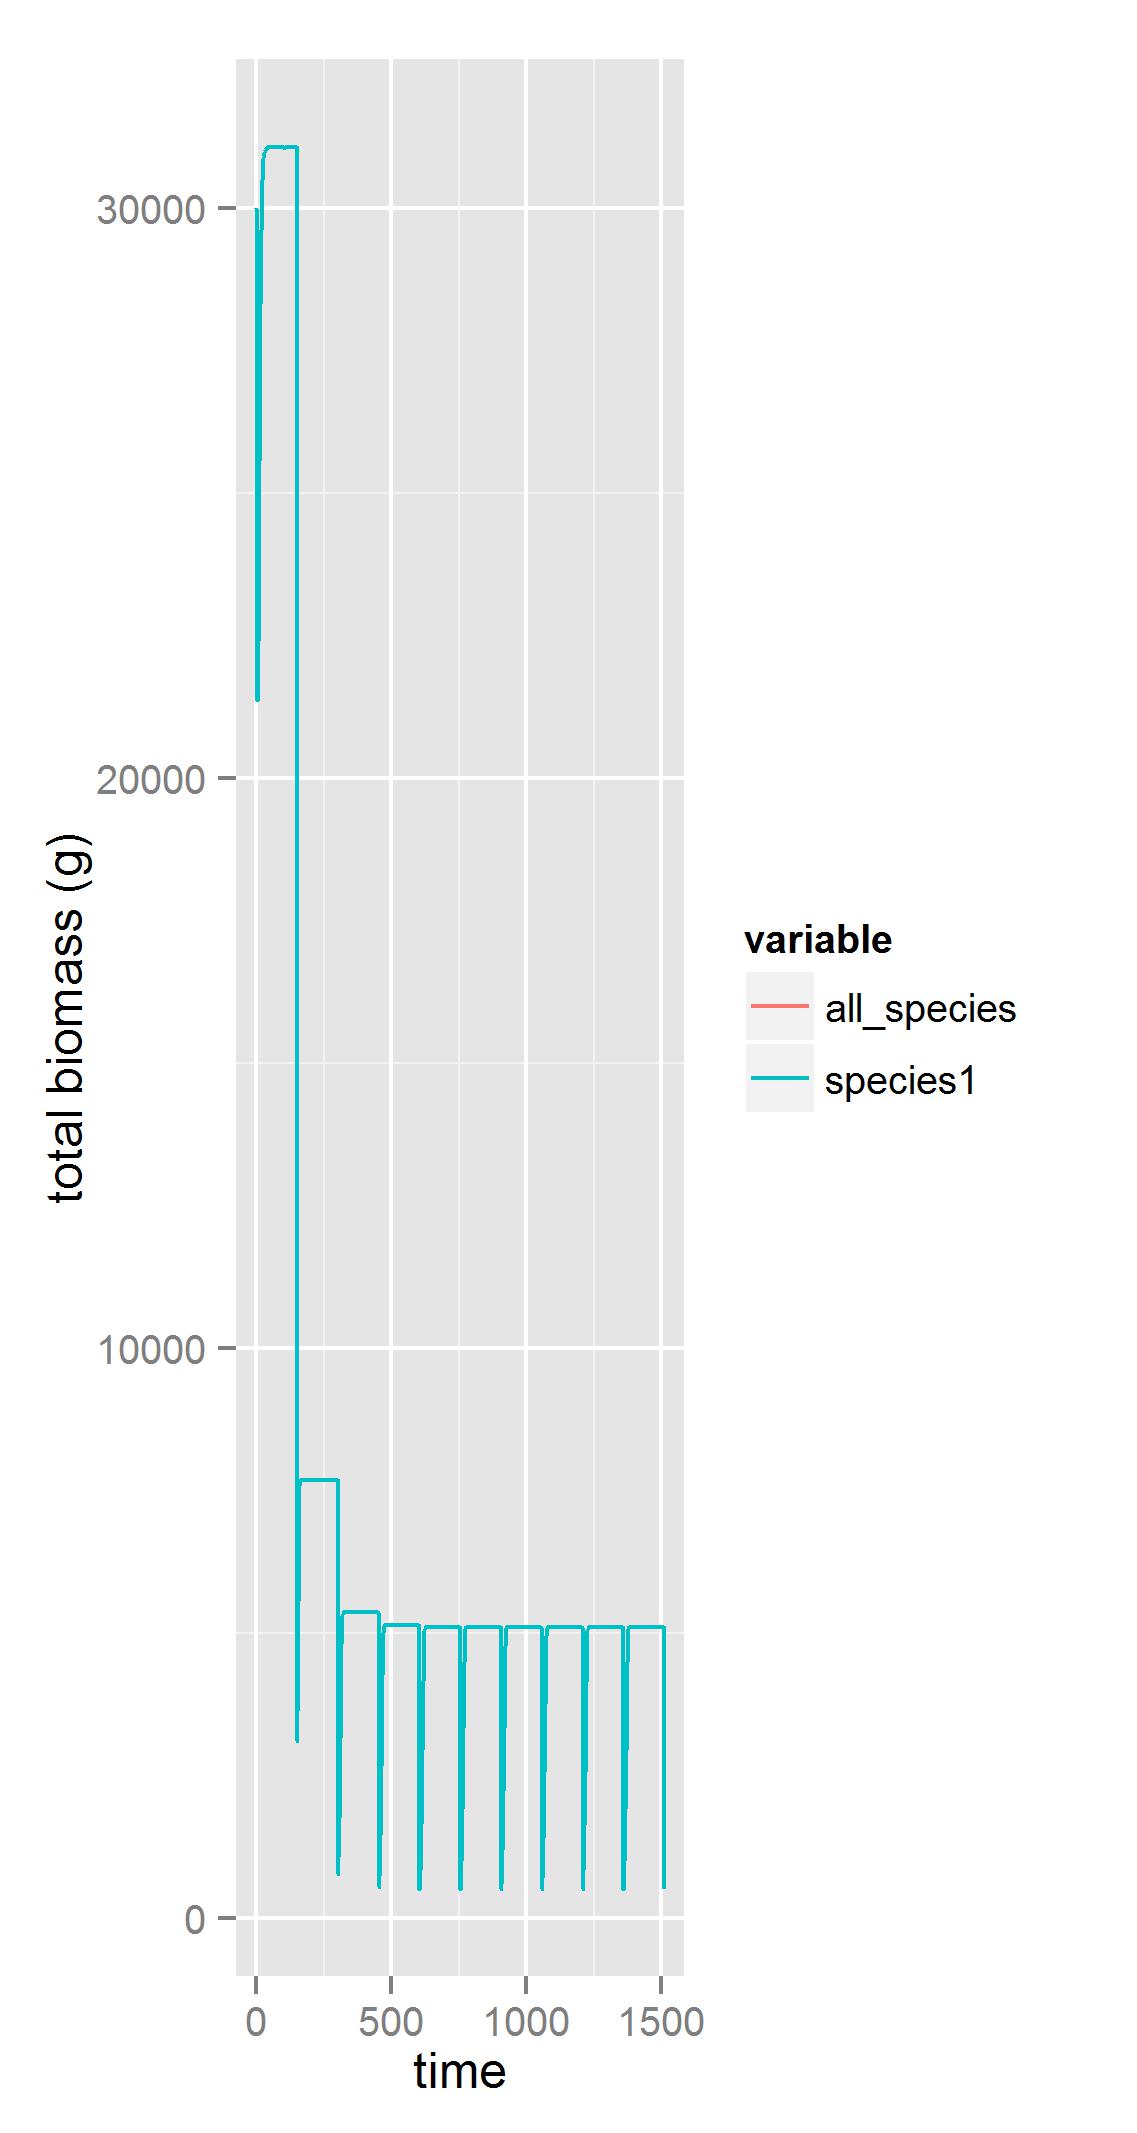 30000
20000
10000
0
total biomass (g)
0 500 1000 1500
time
variable
all_species
species1